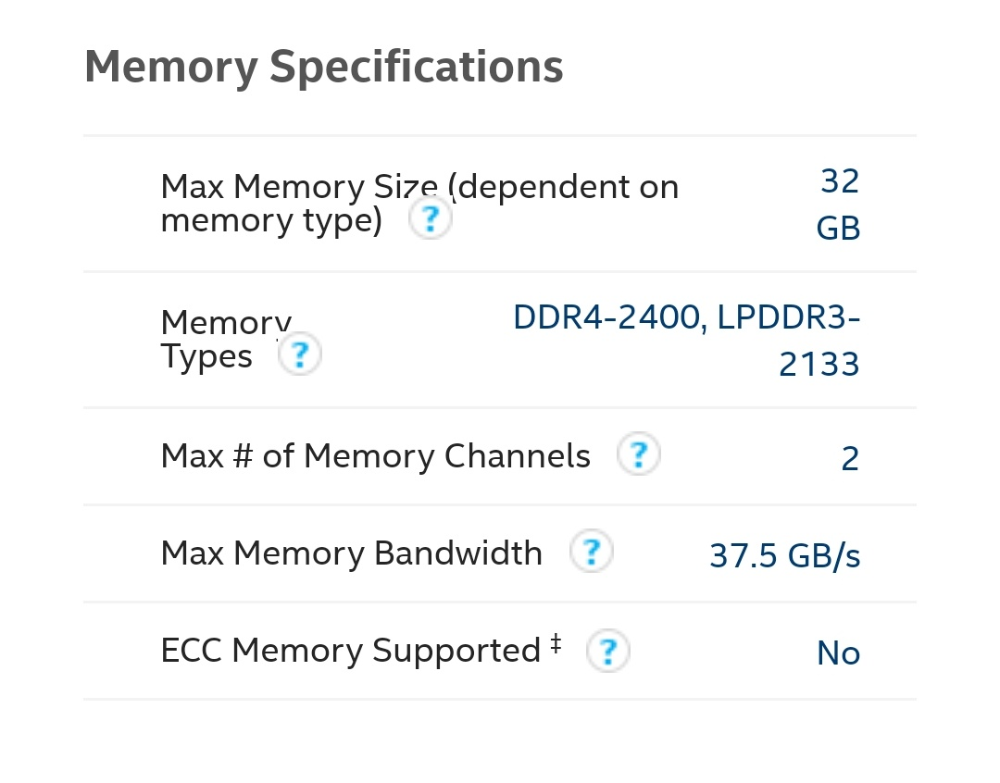 Memory Specifications
Max Memory Size (dependent on
memory type) ?
32
GB
Memory
Types ?
DDR4-2400, LPDDR3-
2133
Max # of Memory Channels ? 2
Max Memory Bandwidth ? 37.5 GB/s
ECC Memory Supported ‡ ? No